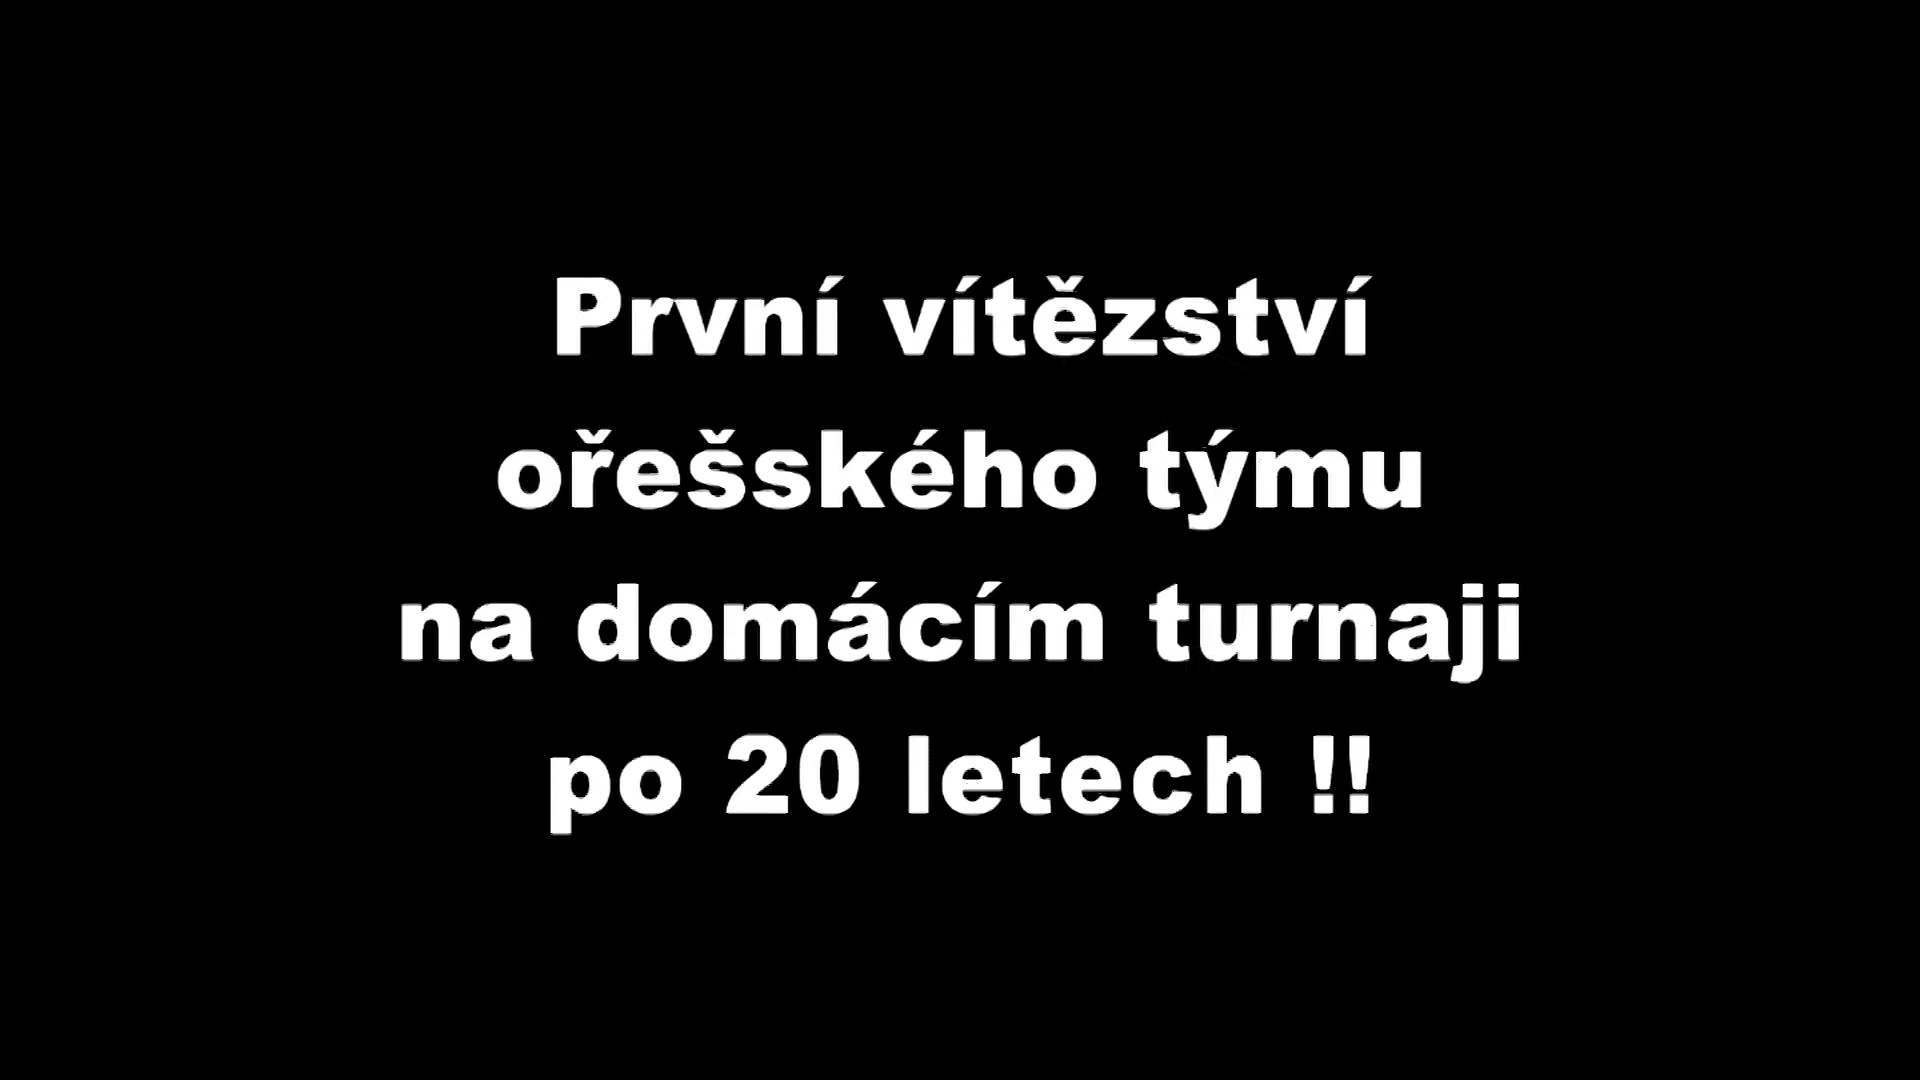 První vítězství
ořešského týmu
na domácím turnaji
po 20 letech !!